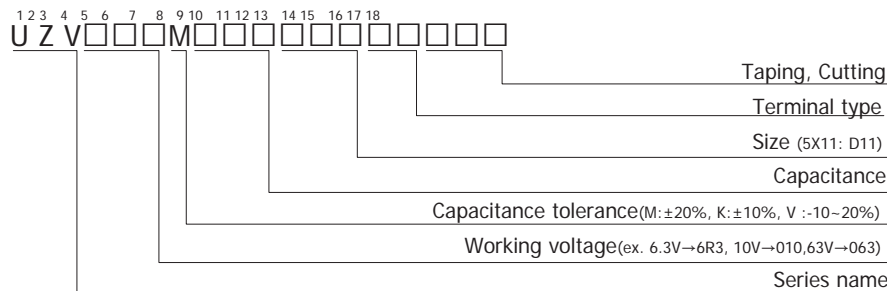 1 2 3 4 5 6 7 8 9 10 11 12 13 14 15 16 17 18
U Z V□□□M□□□□□□□□□□□
Taping, Cutting
Terminal type
Size (5X11: D11)
Capacitance
Capacitance tolerance(M:±20%, K:±10%, V :-10~20%)
Working voltage(ex. 6.3V→6R3, 10V→010,63V→063)
Series name